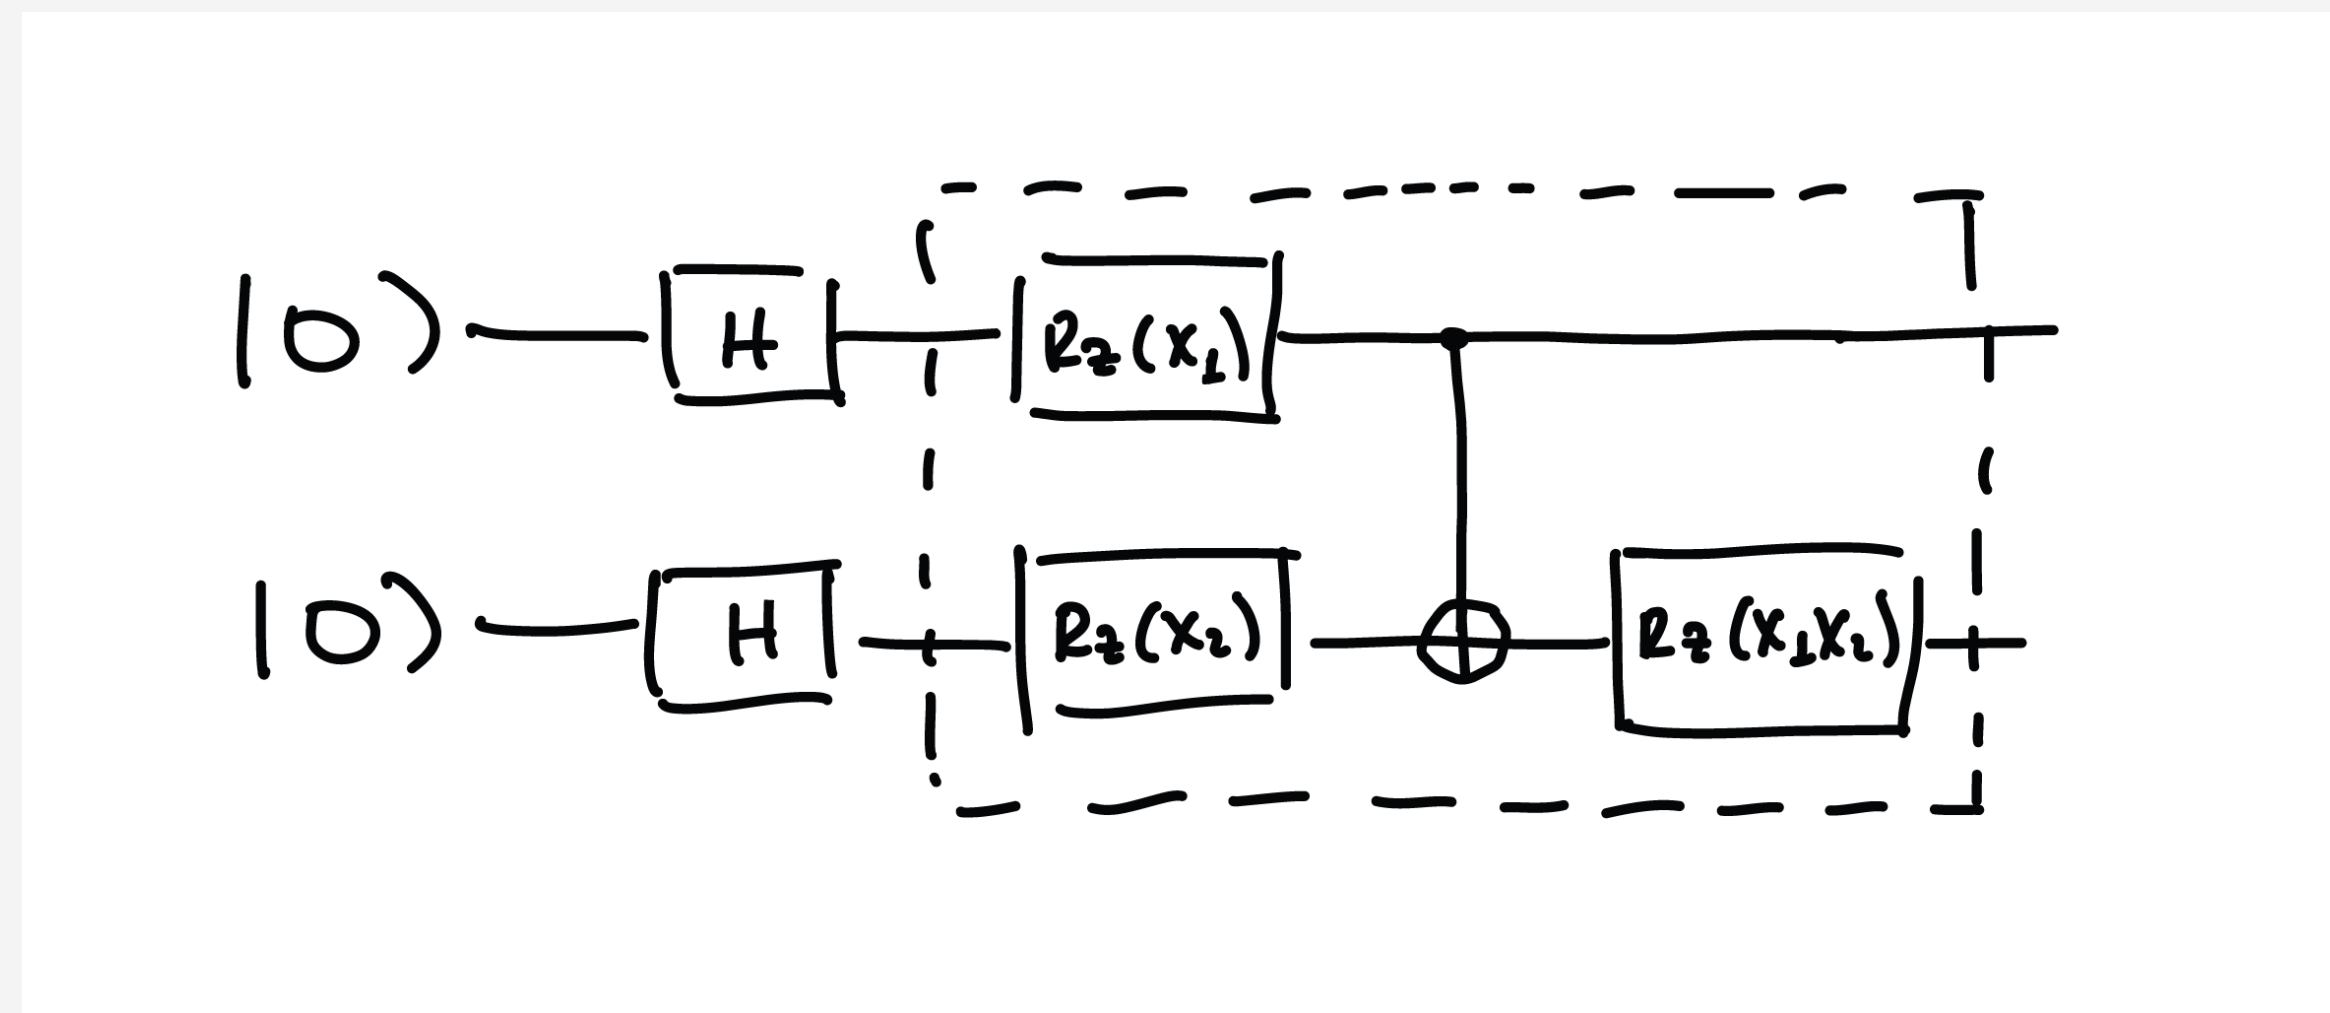 |0⟩ H Rz(x₁)
|0⟩ H Rz(x₂) Rz(x₁x₂)